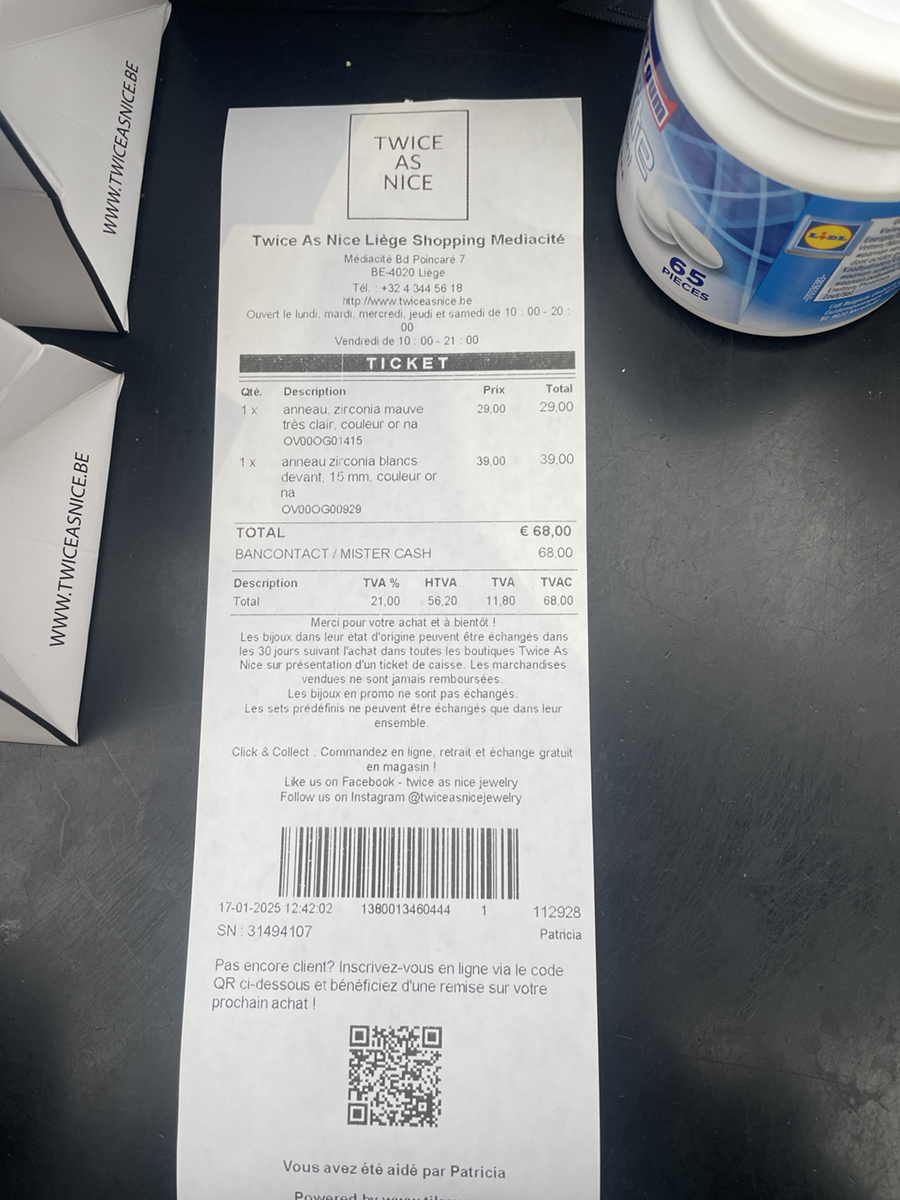 WWW.TWICEASNICE.BE
WWW.TWICEASNICE.BE
TWICE
AS
NICE
Twice As Nice Liège Shopping Mediacité
Médiacité Bd Poincaré 7
BE-4020 Liège
Tél. : +32 4 344 56 18
http://www.twiceasnice.be
Ouvert le lundi, mardi, mercredi, jeudi et samedi de 10 : 00 - 20 :
00
Vendredi de 10 : 00 - 21 : 00
TICKET
Qté. Description Prix Total
1 x anneau, zirconia mauve 29,00 29,00
très clair, couleur or na
OV00OG01415
1 x anneau zirconia blancs 39,00 39,00
devant, 15 mm, couleur or
na
OV00OG00929
TOTAL € 68,00
BANCONTACT / MISTER CASH 68,00
Description TVA % HTVA TVA TVAC
Total 21,00 56,20 11,80 68,00
Merci pour votre achat et à bientôt !
Les bijoux dans leur état d'origine peuvent être échangés dans
les 30 jours suivant l'achat dans toutes les boutiques Twice As
Nice sur présentation d'un ticket de caisse. Les marchandises
vendues ne sont jamais remboursées.
Les bijoux en promo ne sont pas échangés.
Les sets prédéfinis ne peuvent être échangés que dans leur
ensemble.
Click & Collect : Commandez en ligne, retrait et échange gratuit
en magasin !
Like us on Facebook - twice as nice jewelry
Follow us on Instagram @twiceasnicejewelry
17-01-2025 12:42:02 1380013460444 1 112928
SN : 31494107 Patricia
Pas encore client? Inscrivez-vous en ligne via le code
QR ci-dessous et bénéficiez d'une remise sur votre
prochain achat !
Vous avez été aidé par Patricia
Powered by
65
PIECES
LIDL